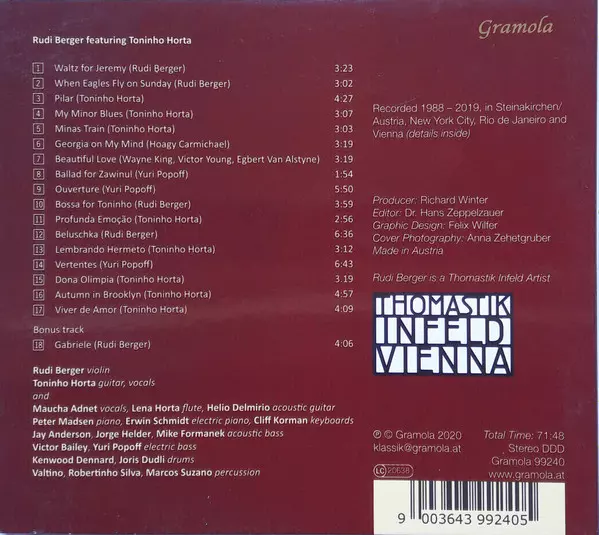 Rudi Berger featuring Toninho Horta
1 Waltz for Jeremy (Rudi Berger) 3:23
2 When Eagles Fly on Sunday (Rudi Berger) 3:02
3 Pilar (Toninho Horta) 4:27
4 My Minor Blues (Toninho Horta) 3:07
5 Minas Train (Toninho Horta) 3:03
6 Georgia on My Mind (Hoagy Carmichael) 3:19
7 Beautiful Love (Wayne King, Victor Young, Egbert Van Alstyne) 3:19
8 Ballad for Zawinul (Yuri Popoff) 1:54
9 Ouverture (Yuri Popoff) 5:50
10 Bossa for Toninho (Rudi Berger) 3:59
11 Profunda Emoção (Toninho Horta) 2:56
12 Beluschka (Rudi Berger) 6:36
13 Lembrando Hermeto (Toninho Horta) 3:12
14 Vertentes (Yuri Popoff) 6:43
15 Dona Olimpia (Toninho Horta) 3.19
16 Autumn in Brooklyn (Toninho Horta) 4:57
17 Viver de Amor (Toninho Horta) 4:09
Bonus track
18 Gabriele (Rudi Berger) 4:06
Rudi Berger violin
Toninho Horta guitar, vocals
and
Maucha Adnet vocals, Lena Horta flute, Helio Delmirio acoustic guitar
Peter Madsen piano, Erwin Schmidt electric piano, Cliff Korman keyboards
Jay Anderson, Jorge Helder, Mike Formanek acoustic bass
Victor Bailey, Yuri Popoff electric bass
Kenwood Dennard, Joris Dudli drums
Valtino, Robertinho Silva, Marcos Suzano percussion
Gramola
Recorded 1988 – 2019, in Steinakirchen/
Austria, New York City, Rio de Janeiro and
Vienna (details inside)
Producer: Richard Winter
Editor: Dr. Hans Zeppelzauer
Graphic Design: Felix Wilfer
Cover Photography: Anna Zehetgruber
Made in Austria
Rudi Berger is a Thomastik Infeld Artist
THOMASTIK
INFELD
VIENNA
℗ © Gramola 2020
klassik@gramola.at
LC 20638
Total Time: 71:48
Stereo DDD
Gramola 99240
www.gramola.at
9 003643 992405